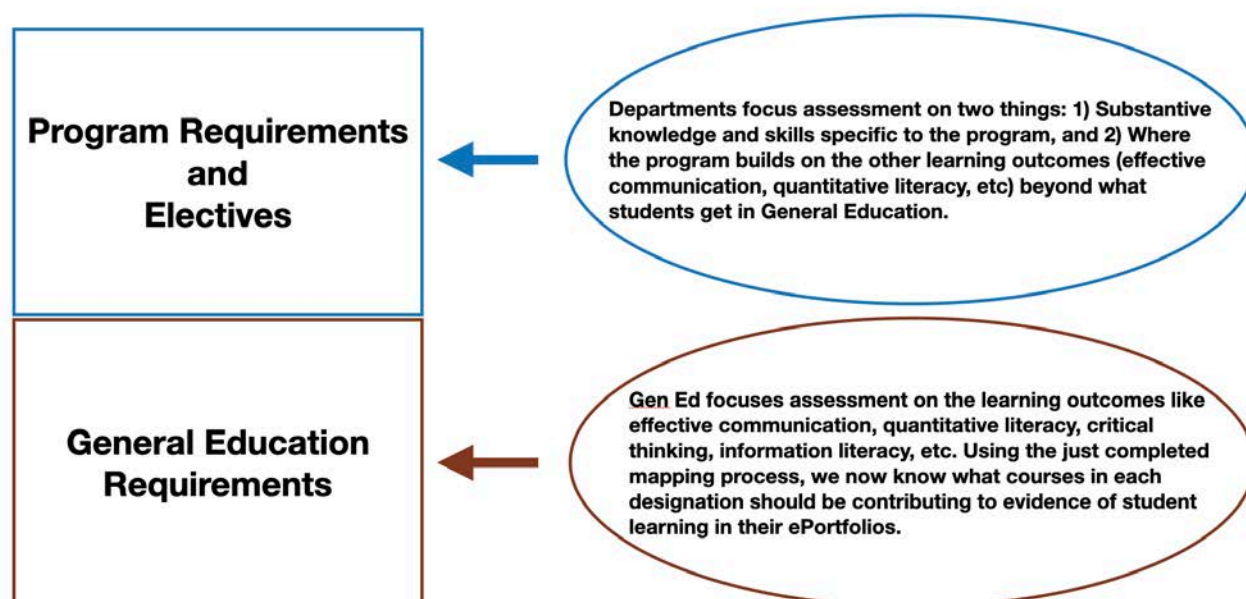 Program Requirements
and
Electives
Departments focus assessment on two things: 1) Substantive
knowledge and skills specific to the program, and 2) Where
the program builds on the other learning outcomes (effective
communication, quantitative literacy, etc) beyond what
students get in General Education.
General Education
Requirements
Gen Ed focuses assessment on the learning outcomes like
effective communication, quantitative literacy, critical
thinking, information literacy, etc. Using the just completed
mapping process, we now know what courses in each
designation should be contributing to evidence of student
learning in their ePortfolios.